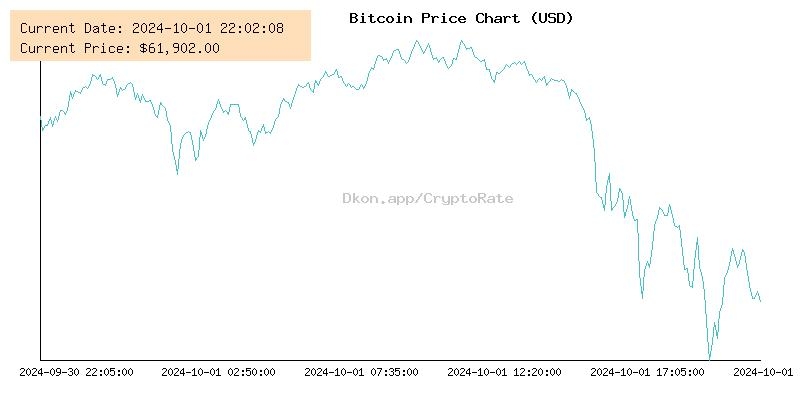 Bitcoin Price Chart (USD)
Current Date: 2024-10-01 22:02:08
Current Price: $61,902.00
Dkon.app/CryptoRate
2024-09-30 22:05:00 2024-10-01 02:50:00 2024-10-01 07:35:00 2024-10-01 12:20:00 2024-10-01 17:05:00 2024-10-01